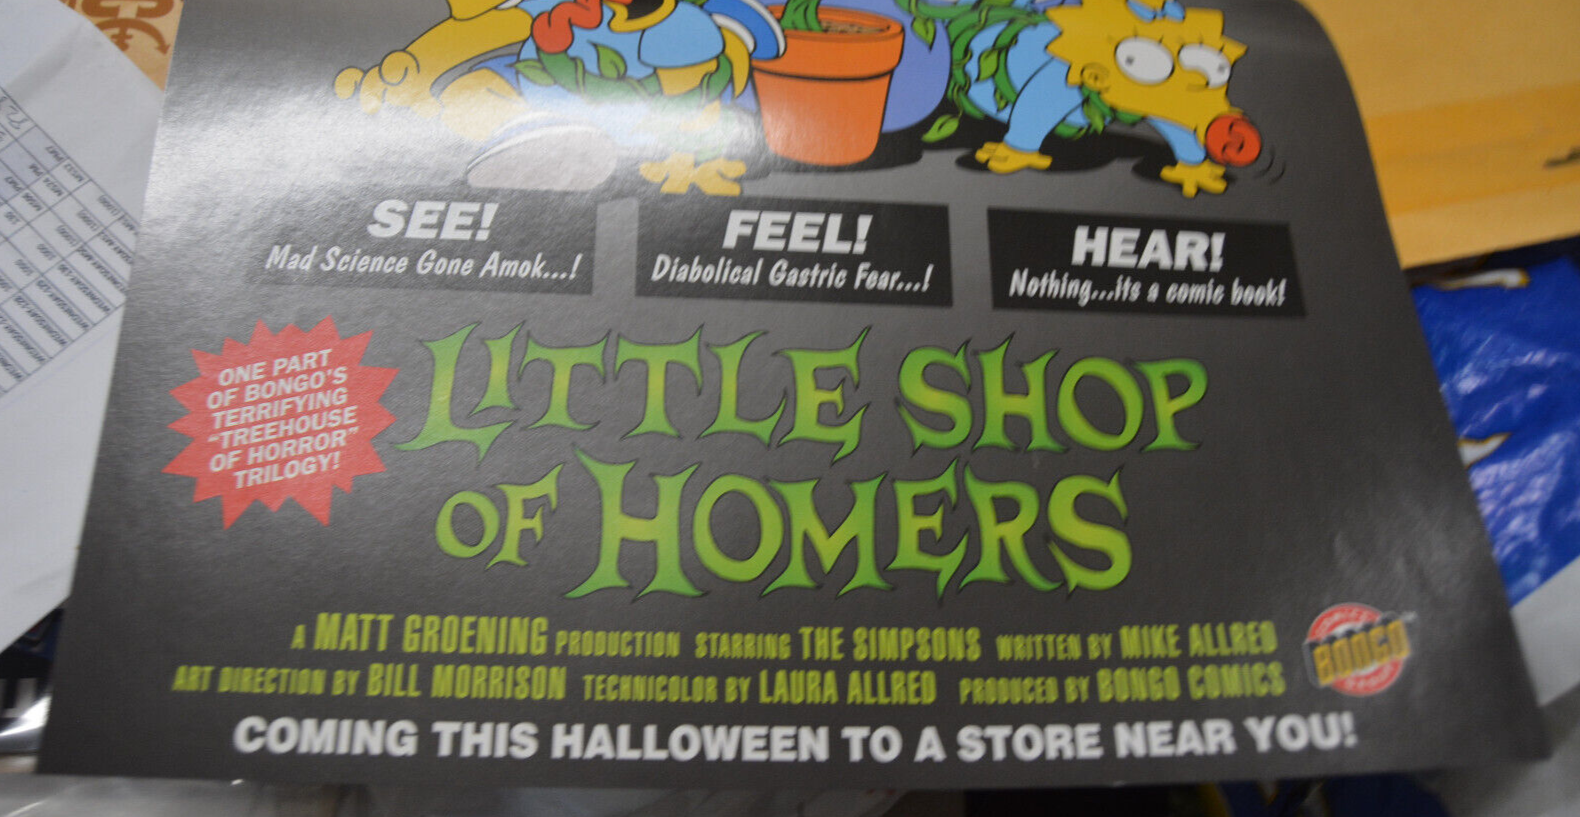 SEE!
Mad Science Gone Amok...!
FEEL!
Diabolical Gastric Fear...!
HEAR!
Nothing...its a comic book!
ONE PART
OF BONGO'S
TERRIFYING
"TREEHOUSE
OF HORROR"
TRILOGY!
LITTLE SHOP
OF HOMERS
A MATT GROENING PRODUCTION STARRING THE SIMPSONS WRITTEN BY MIKE ALLRED
ART DIRECTION BY BILL MORRISON TECHNICOLOR BY LAURA ALLRED PRODUCED BY BONGO COMICS
BONGO
COMING THIS HALLOWEEN TO A STORE NEAR YOU!